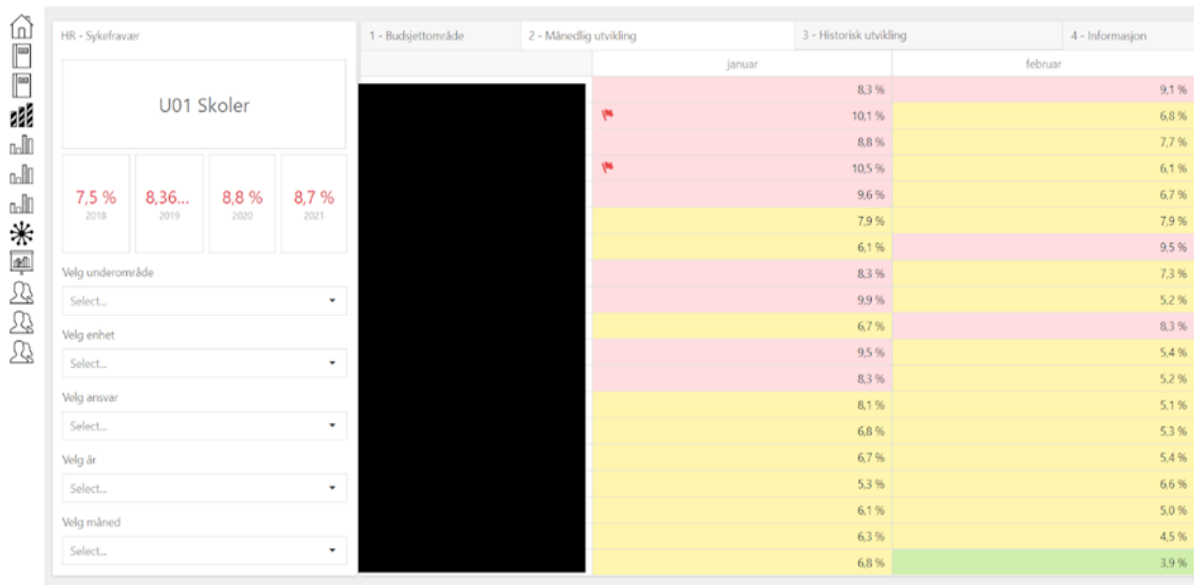 HR - Sykefravær
U01 Skoler
7,5 % 8,36... 8,8 % 8,7 %
2018 2019 2020 2021
Velg underområde
Select...
Velg enhet
Select...
Velg ansvar
Select...
Velg år
Select...
Velg måned
Select...
1 - Budsjettområde 2 - Månedlig utvikling 3 - Historisk utvikling 4 - Informasjon
januar februar
8,3 % 9,1 %
10,1 % 6,8 %
8,8 % 7,7 %
10,5 % 6,1 %
9,6 % 6,7 %
7,9 % 7,9 %
6,1 % 9,5 %
8,3 % 7,3 %
9,9 % 5,2 %
6,7 % 8,3 %
9,5 % 5,4 %
8,3 % 5,2 %
8,1 % 5,1 %
6,8 % 5,3 %
6,7 % 5,4 %
5,3 % 6,6 %
6,1 % 5,0 %
6,3 % 4,5 %
6,8 % 3,9 %